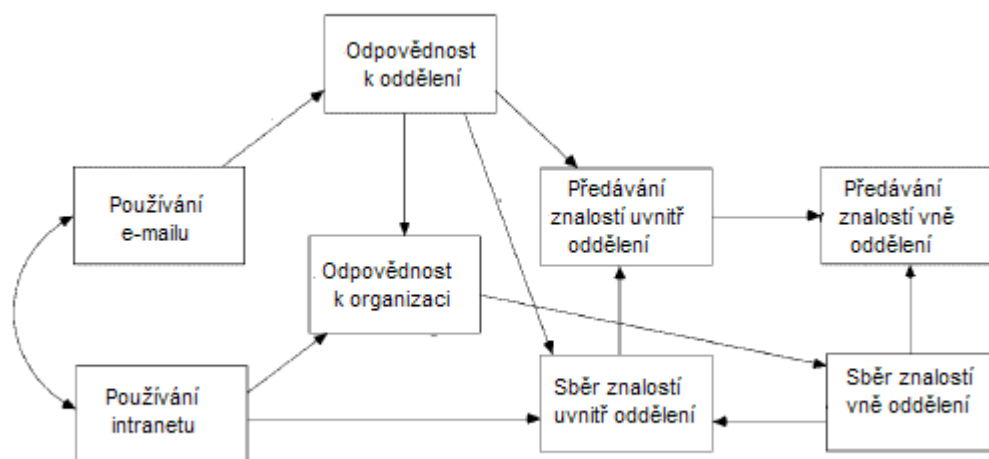 Odpovědnost
k oddělení
Používání
e-mailu
Předávání
znalostí uvnitř
oddělení
Předávání
znalostí vně
oddělení
Odpovědnost
k organizaci
Používání
intranetu
Sběr znalostí
uvnitř oddělení
Sběr znalostí
vně oddělení